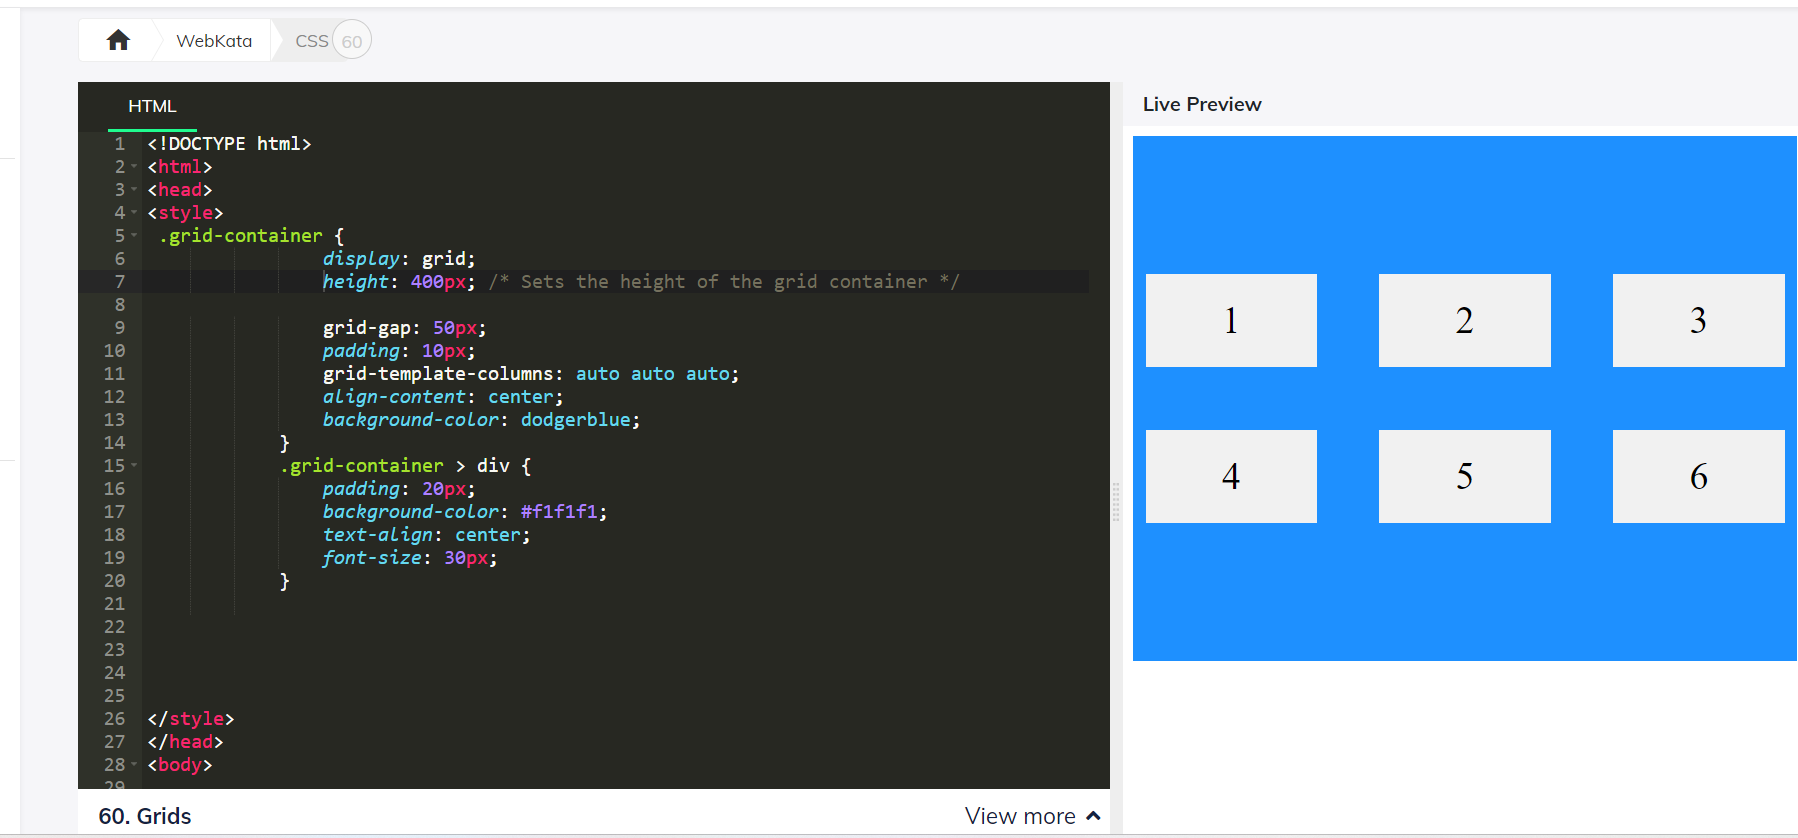 WebKata CSS 60
HTML
1 <!DOCTYPE html>
2 <html>
3 <head>
4 <style>
5 .grid-container {
6 display: grid;
7 height: 400px; /* Sets the height of the grid container */
8
9 grid-gap: 50px;
10 padding: 10px;
11 grid-template-columns: auto auto auto;
12 align-content: center;
13 background-color: dodgerblue;
14 }
15 .grid-container > div {
16 padding: 20px;
17 background-color: #f1f1f1;
18 text-align: center;
19 font-size: 30px;
20 }
21
22
23
24
25
26 </style>
27 </head>
28 <body>
29
60. Grids
View more
Live Preview
1 2 3
4 5 6